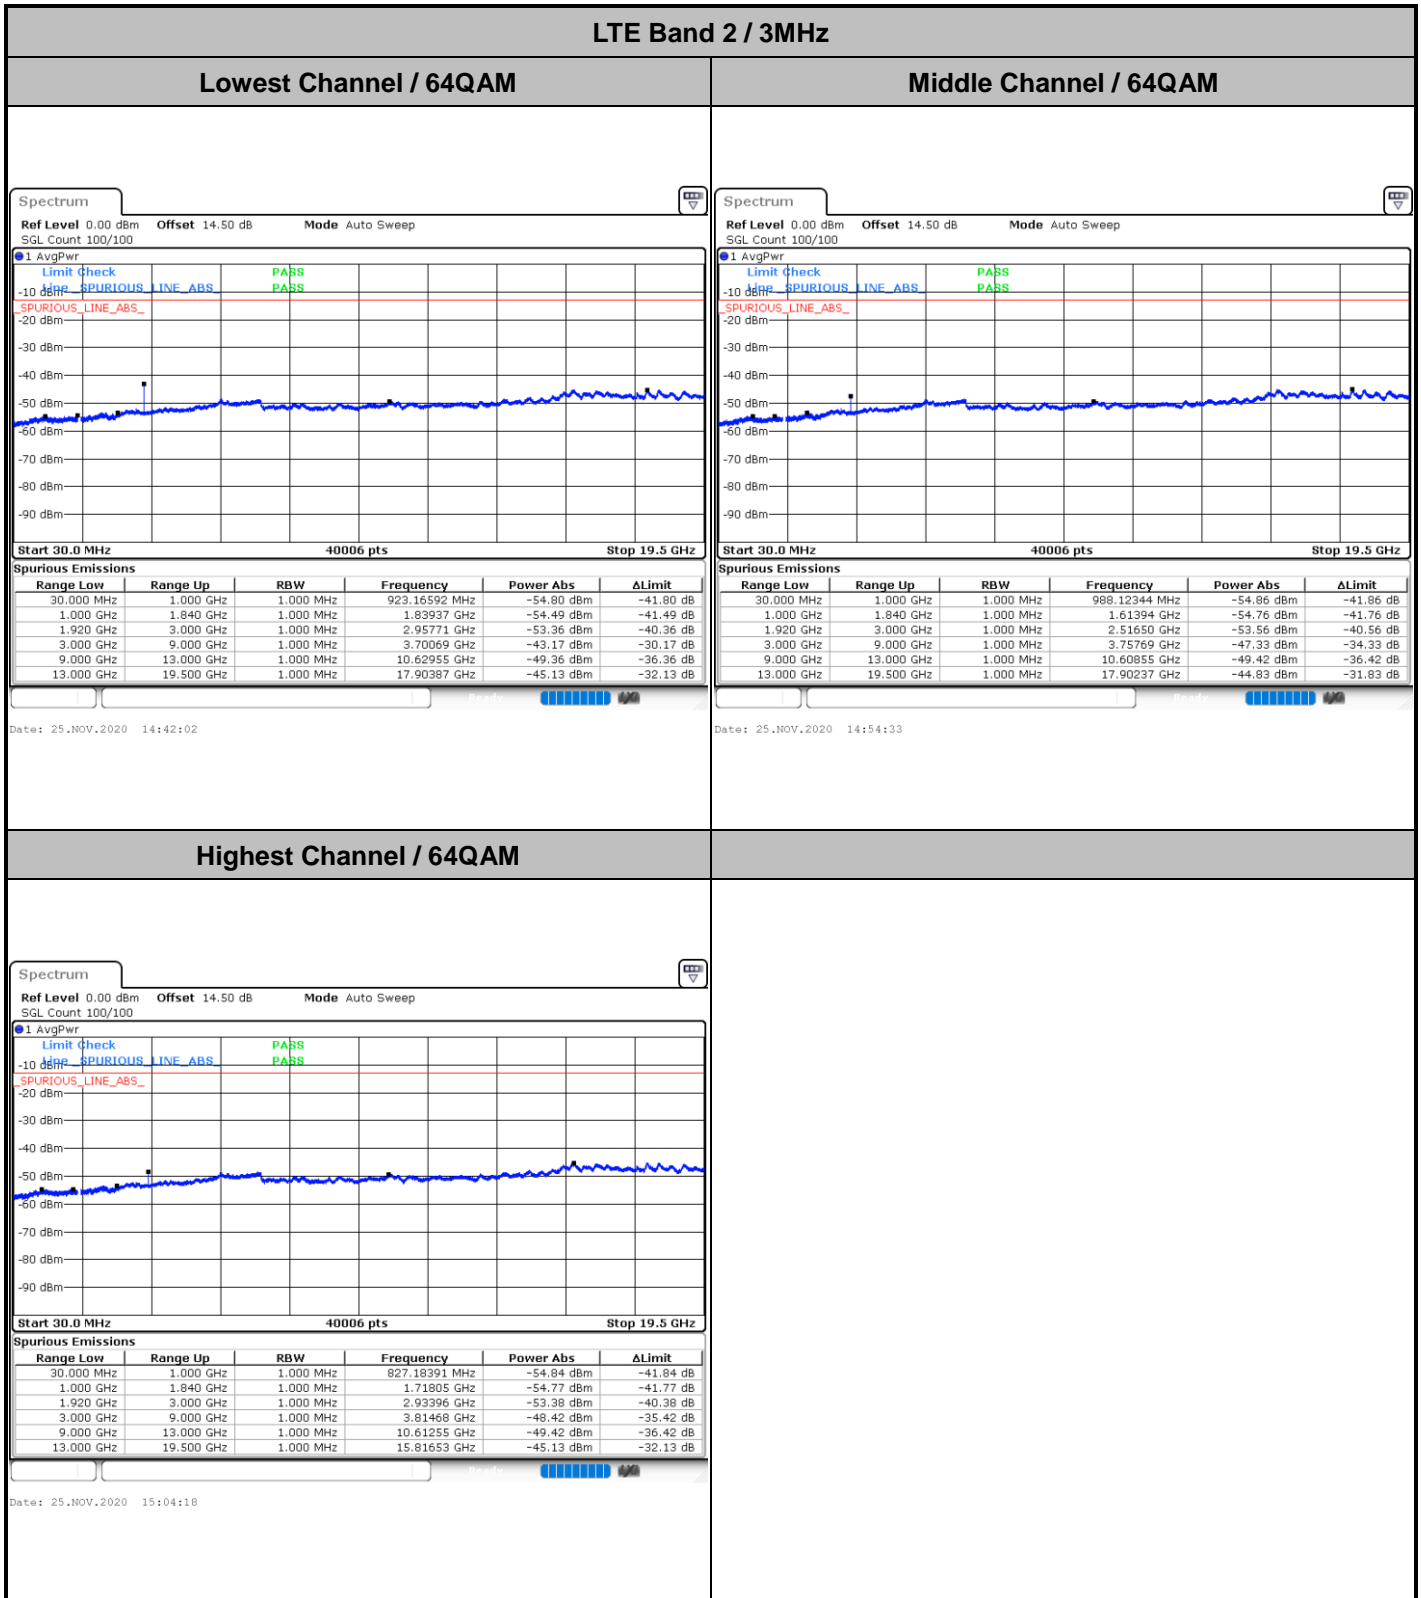 LTE Band 2 / 3MHz
Lowest Channel / 64QAM
Middle Channel / 64QAM
Spectrum
Ref Level 0.00 dBm Offset 14.50 dB Mode Auto Sweep
SGL Count 100/100
1 AvgPwr
Limit Check PASS
Line _SPURIOUS_LINE_ABS_ PASS
-10 dBm
_SPURIOUS_LINE_ABS_
-20 dBm
-30 dBm
-40 dBm
-50 dBm
-60 dBm
-70 dBm
-80 dBm
-90 dBm
Start 30.0 MHz 40006 pts Stop 19.5 GHz
Spurious Emissions
Range Low Range Up RBW Frequency Power Abs ΔLimit
30.000 MHz 1.000 GHz 1.000 MHz 923.16592 MHz -54.80 dBm -41.80 dB
1.000 GHz 1.840 GHz 1.000 MHz 1.83937 GHz -54.49 dBm -41.49 dB
1.920 GHz 3.000 GHz 1.000 MHz 2.95771 GHz -53.36 dBm -40.36 dB
3.000 GHz 9.000 GHz 1.000 MHz 3.70069 GHz -43.17 dBm -30.17 dB
9.000 GHz 13.000 GHz 1.000 MHz 10.62955 GHz -49.36 dBm -36.36 dB
13.000 GHz 19.500 GHz 1.000 MHz 17.90387 GHz -45.13 dBm -32.13 dB
Ready
Date: 25.NOV.2020 14:42:02
Spectrum
Ref Level 0.00 dBm Offset 14.50 dB Mode Auto Sweep
SGL Count 100/100
1 AvgPwr
Limit Check PASS
Line _SPURIOUS_LINE_ABS_ PASS
-10 dBm
_SPURIOUS_LINE_ABS_
-20 dBm
-30 dBm
-40 dBm
-50 dBm
-60 dBm
-70 dBm
-80 dBm
-90 dBm
Start 30.0 MHz 40006 pts Stop 19.5 GHz
Spurious Emissions
Range Low Range Up RBW Frequency Power Abs ΔLimit
30.000 MHz 1.000 GHz 1.000 MHz 988.12344 MHz -54.86 dBm -41.86 dB
1.000 GHz 1.840 GHz 1.000 MHz 1.61394 GHz -54.76 dBm -41.76 dB
1.920 GHz 3.000 GHz 1.000 MHz 2.51650 GHz -53.56 dBm -40.56 dB
3.000 GHz 9.000 GHz 1.000 MHz 3.75769 GHz -47.33 dBm -34.33 dB
9.000 GHz 13.000 GHz 1.000 MHz 10.60855 GHz -49.42 dBm -36.42 dB
13.000 GHz 19.500 GHz 1.000 MHz 17.90237 GHz -44.83 dBm -31.83 dB
Ready
Date: 25.NOV.2020 14:54:33
Highest Channel / 64QAM
Spectrum
Ref Level 0.00 dBm Offset 14.50 dB Mode Auto Sweep
SGL Count 100/100
1 AvgPwr
Limit Check PASS
Line _SPURIOUS_LINE_ABS_ PASS
-10 dBm
_SPURIOUS_LINE_ABS_
-20 dBm
-30 dBm
-40 dBm
-50 dBm
-60 dBm
-70 dBm
-80 dBm
-90 dBm
Start 30.0 MHz 40006 pts Stop 19.5 GHz
Spurious Emissions
Range Low Range Up RBW Frequency Power Abs ΔLimit
30.000 MHz 1.000 GHz 1.000 MHz 827.18391 MHz -54.84 dBm -41.84 dB
1.000 GHz 1.840 GHz 1.000 MHz 1.71805 GHz -54.77 dBm -41.77 dB
1.920 GHz 3.000 GHz 1.000 MHz 2.93396 GHz -53.38 dBm -40.38 dB
3.000 GHz 9.000 GHz 1.000 MHz 3.81468 GHz -48.42 dBm -35.42 dB
9.000 GHz 13.000 GHz 1.000 MHz 10.61255 GHz -49.42 dBm -36.42 dB
13.000 GHz 19.500 GHz 1.000 MHz 15.81653 GHz -45.13 dBm -32.13 dB
Ready
Date: 25.NOV.2020 15:04:18